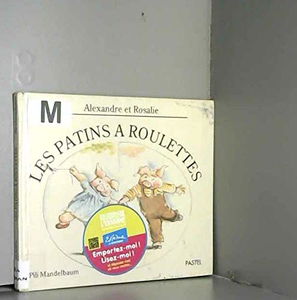 M
Alexandre et Rosalie
LES PATINS A ROULETTES
Emportez-moi !
Lisez-moi !
Pili Mandelbaum
PASTEL